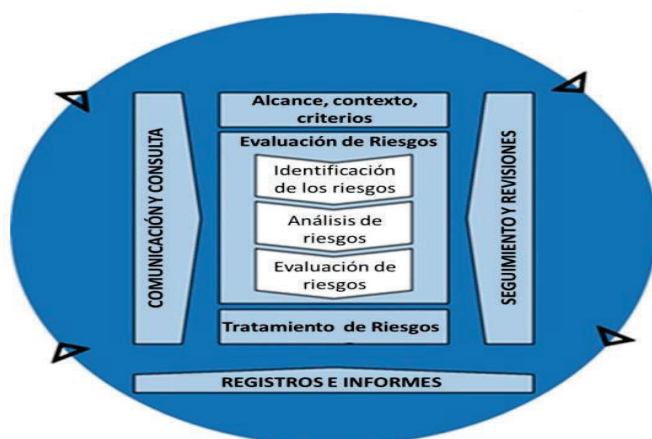 Alcance, contexto,
criterios
Evaluación de Riesgos
Identificación
de los riesgos
Análisis de
riesgos
Evaluación de
riesgos
Tratamiento de Riesgos
COMUNICACIÓN Y CONSULTA
SEGUIMIENTO Y REVISIONES
REGISTROS E INFORMES